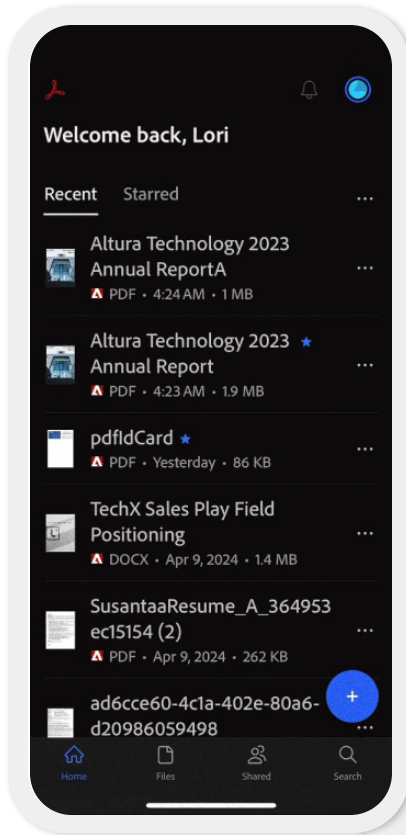 Welcome back, Lori
Recent Starred
Altura Technology 2023
Annual ReportA
PDF • 4:24 AM • 1 MB
Altura Technology 2023
Annual Report
PDF • 4:23 AM • 1.9 MB
pdfIdCard
PDF • Yesterday • 86 KB
TechX Sales Play Field
Positioning
DOCX • Apr 9, 2024 • 1.4 MB
SusantaaResume_A_364953
ec15154 (2)
PDF • Apr 9, 2024 • 262 KB
ad6cce60-4c1a-402e-80a6-
d20986059498
Home Files Shared Search